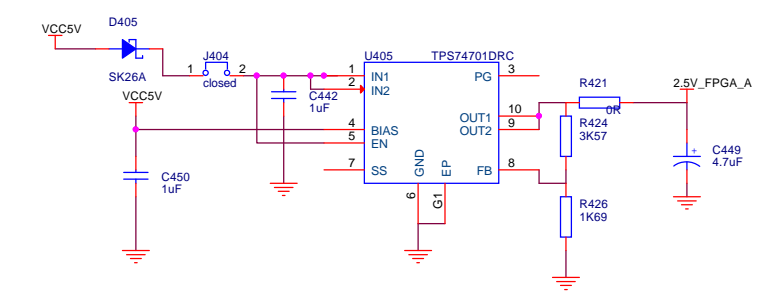 D405
VCC5V
SK26A
J404
1 2
closed
VCC5V
C450
1uF
C442
1uF
U405 TPS74701DRC
1 IN1
2 IN2
4 BIAS
5 EN
7 SS
PG 3
OUT1 10
OUT2 9
FB 8
GND
EP
6
G1
R421
0R
R424
3K57
R426
1K69
2.5V_FPGA_A
+
C449
4.7uF